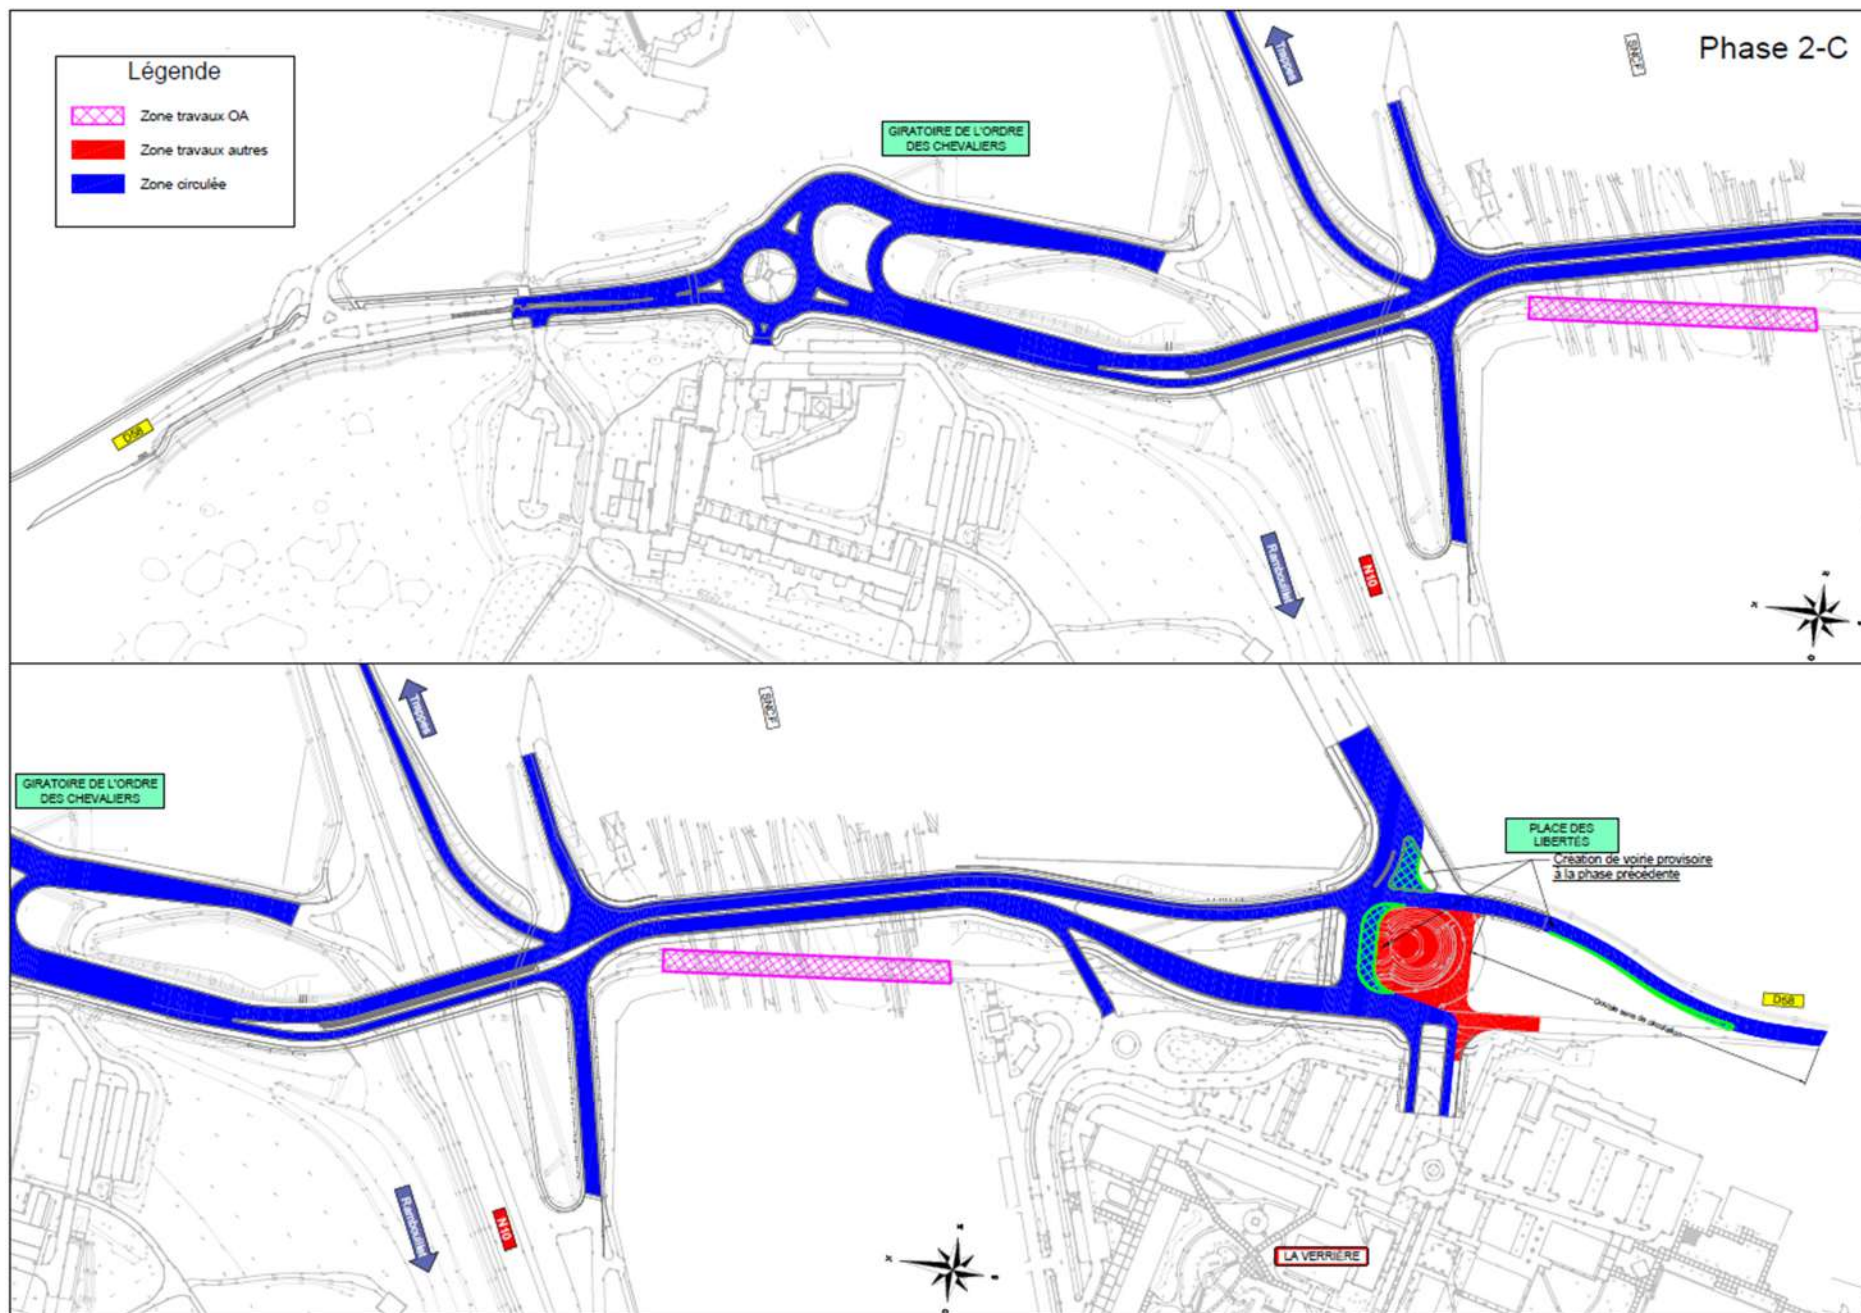 Phase 2-C
Légende
Zone travaux OA
Zone travaux autres
Zone circulée
GIRATOIRE DE L'ORDRE
DES CHEVALIERS
Trappes
SNCF
D58
Rambouillet
N10
GIRATOIRE DE L'ORDRE
DES CHEVALIERS
Trappes
SNCF
PLACE DES
LIBERTÉS
Création de voirie provisoire
à la phase précédente
D58
Rambouillet
N10
LA VERRIÈRE